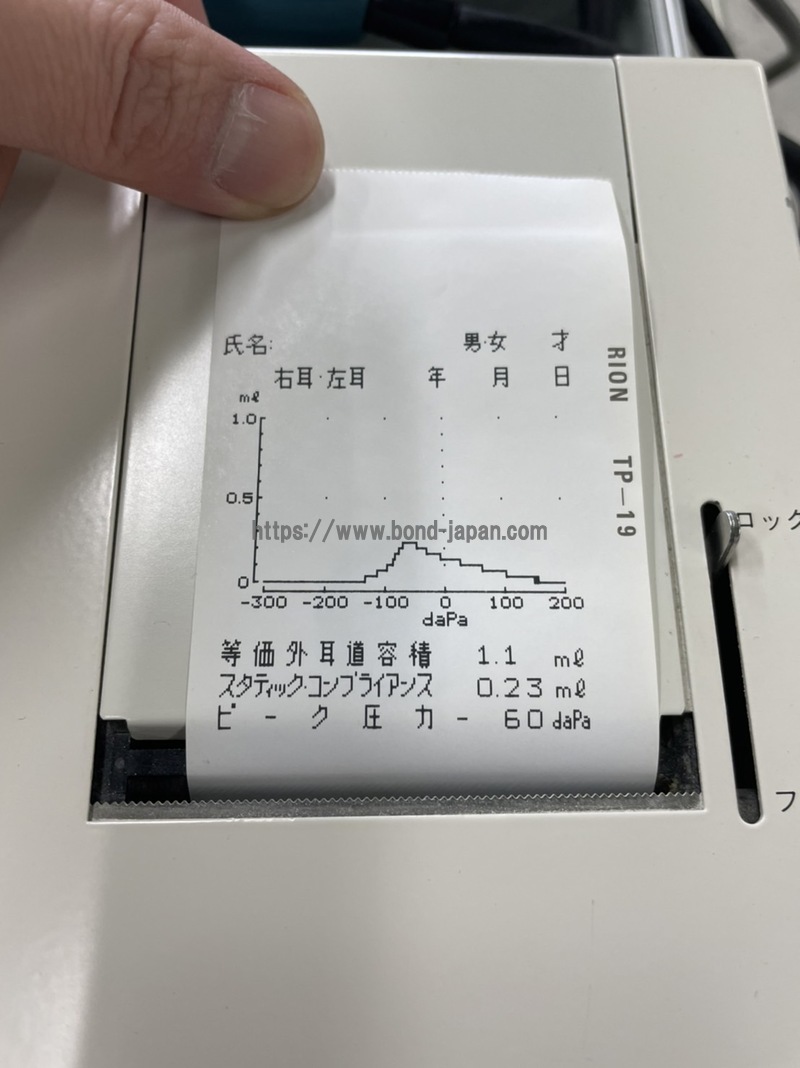 氏名: 男・女 才
右耳・左耳 年 月 日
mℓ
1.0
0.5
0
-300 -200 -100 0 100 200
daPa
等価外耳道容積 1.1 mℓ
スタティック・コンプライアンス 0.23 mℓ
ピーク圧力 - 60 daPa
RION TP-19
https://www.bond-japan.com
ロック
フ